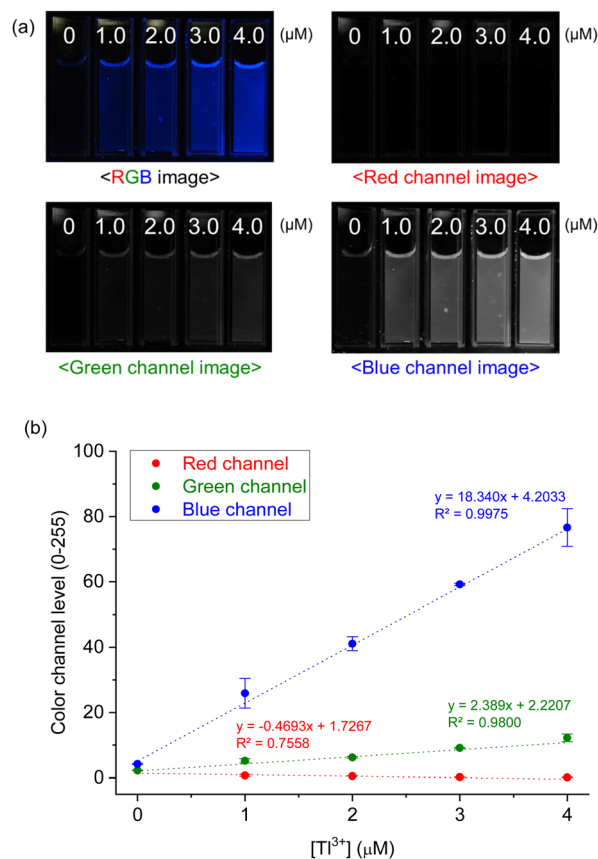 (a)
0 1.0 2.0 3.0 4.0 (μM)
0 1.0 2.0 3.0 4.0 (μM)
<RGB image>
<Red channel image>
0 1.0 2.0 3.0 4.0 (μM)
0 1.0 2.0 3.0 4.0 (μM)
<Green channel image>
<Blue channel image>
(b)
100
80
60
40
20
0
Color channel level (0-255)
Red channel
Green channel
Blue channel
y = 18.340x + 4.2033
R² = 0.9975
y = 2.389x + 2.2207
R² = 0.9800
y = -0.4693x + 1.7267
R² = 0.7558
0 1 2 3 4
[Tl³⁺] (μM)